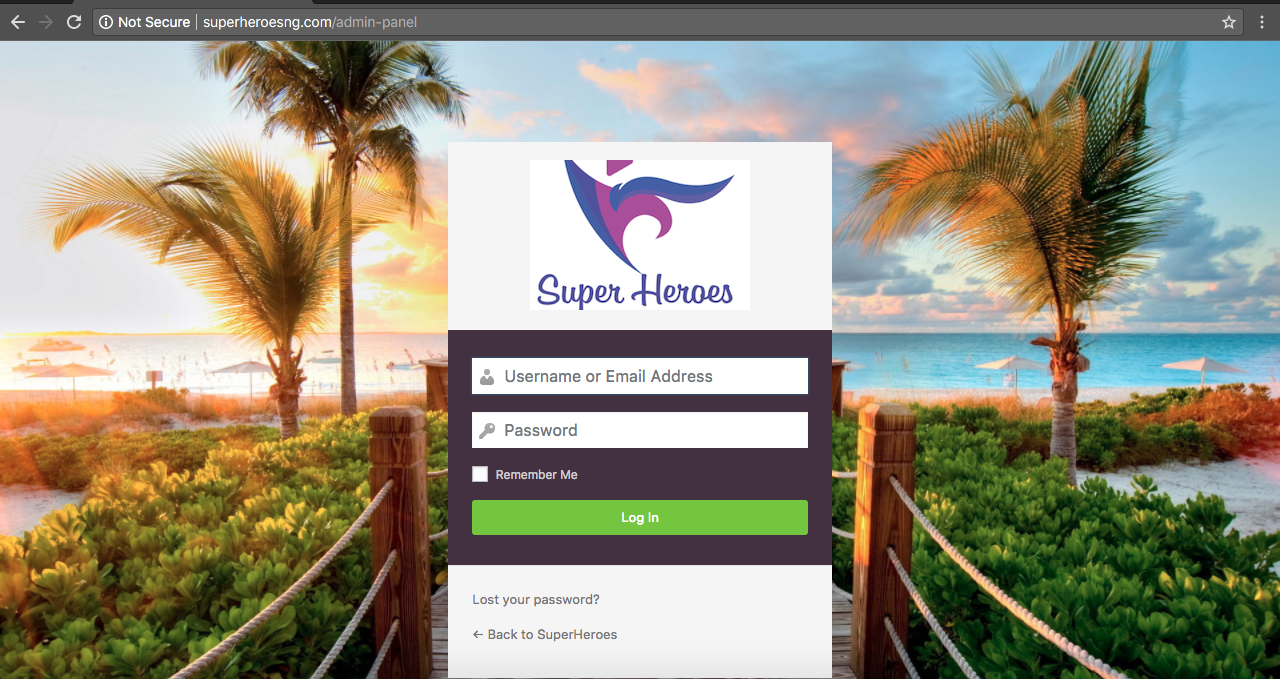 Not Secure | superheroesng.com/admin-panel
Super Heroes
Username or Email Address
Password
Remember Me
Log In
Lost your password?
← Back to SuperHeroes